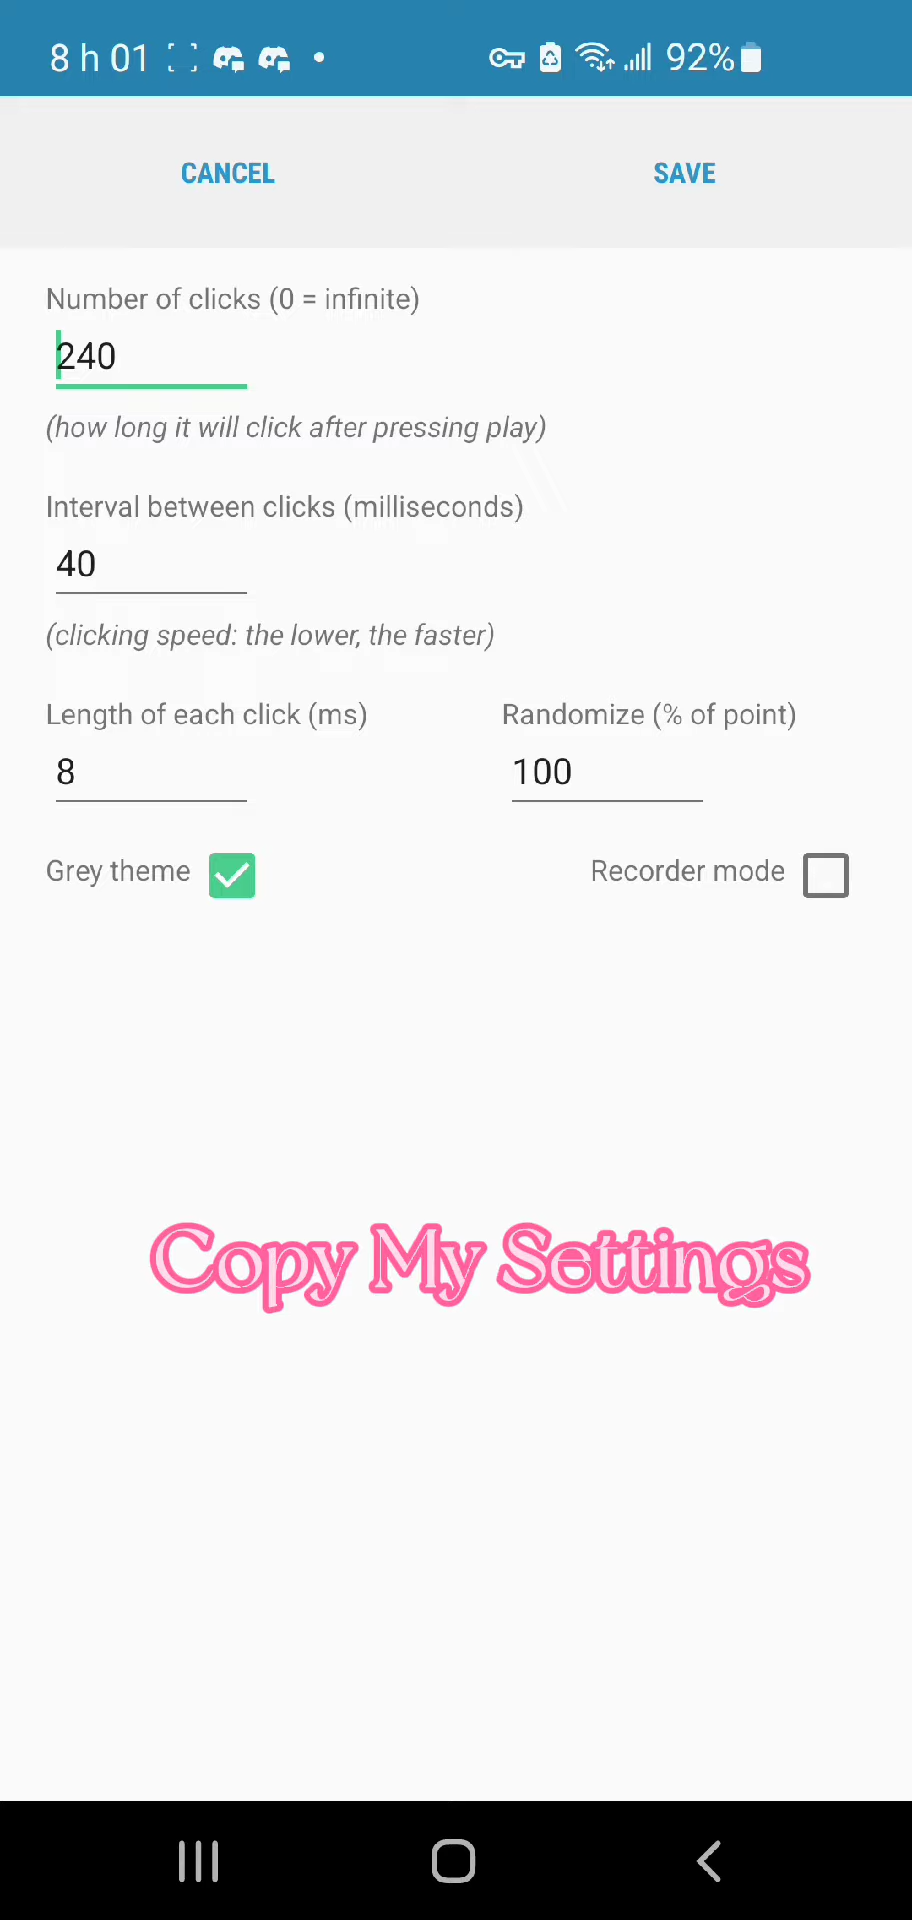 8 h 01 92%
CANCEL SAVE
Number of clicks (0 = infinite)
240
(how long it will click after pressing play)
Interval between clicks (milliseconds)
40
(clicking speed: the lower, the faster)
Length of each click (ms) Randomize (% of point)
8 100
Grey theme Recorder mode
Copy My Settings